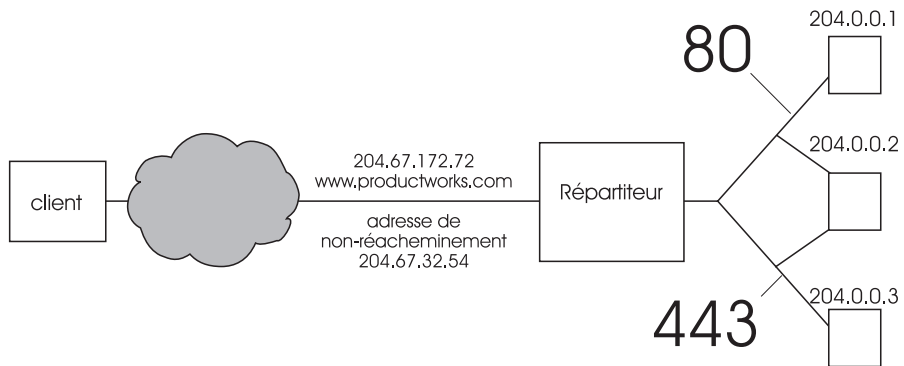 client
204.67.172.72
www.productworks.com
adresse de
non-réacheminement
204.67.32.54
Répartiteur
80
443
204.0.0.1
204.0.0.2
204.0.0.3